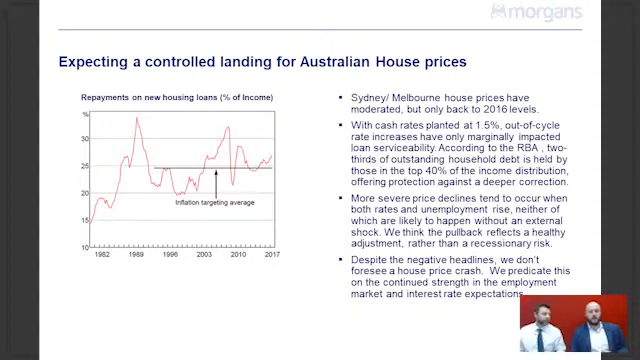 morgans
Expecting a controlled landing for Australian House prices
Repayments on new housing loans (% of Income)
%
30
25
20
15
10
Inflation targeting average
1982 1989 1996 2003 2010 2017
▪ Sydney/ Melbourne house prices have
moderated, but only back to 2016 levels.
▪ With cash rates planted at 1.5%, out-of-cycle
rate increases have only marginally impacted
loan serviceability. According to the RBA , two-
thirds of outstanding household debt is held by
those in the top 40% of the income distribution,
offering protection against a deeper correction.
▪ More severe price declines tend to occur when
both rates and unemployment rise, neither of
which are likely to happen without an external
shock. We think the pullback reflects a healthy
adjustment, rather than a recessionary risk.
▪ Despite the negative headlines, we don't
foresee a house price crash. We predicate this
on the continued strength in the employment
market and interest rate expectations